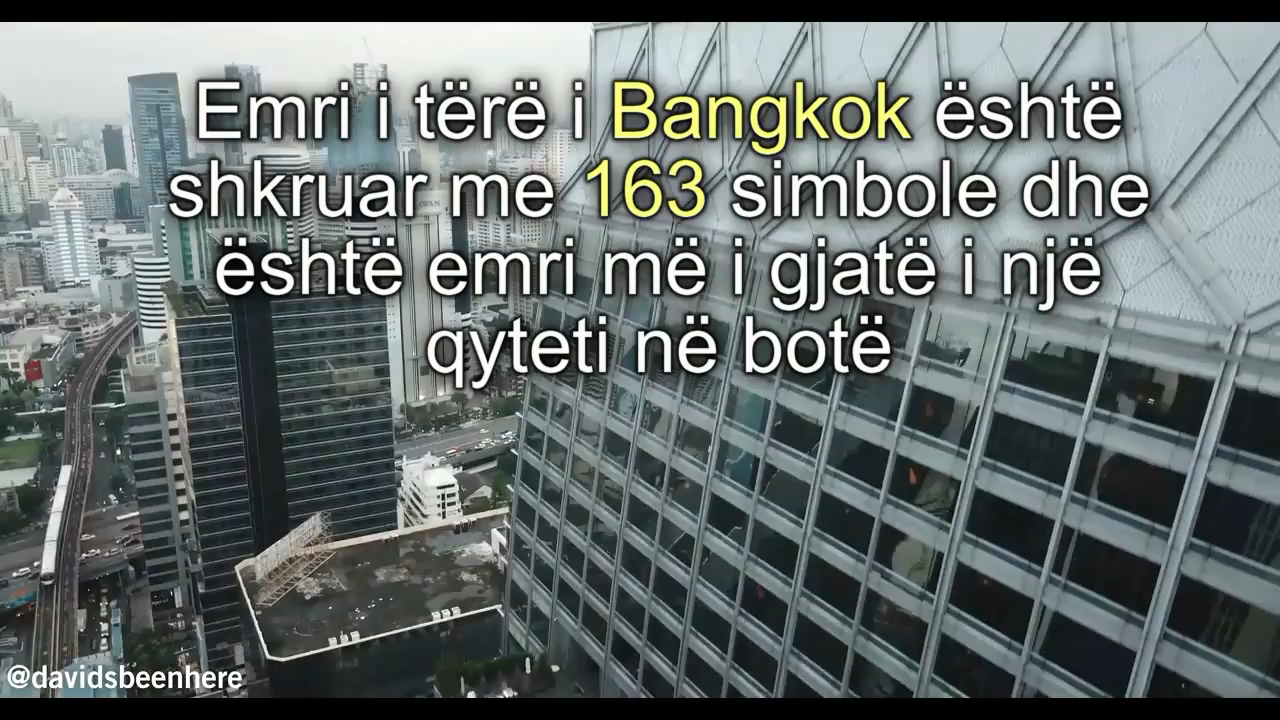 Emri i tërë i Bangkok është
shkruar me 163 simbole dhe
është emri më i gjatë i një
qyteti në botë
@davidsbeenhere